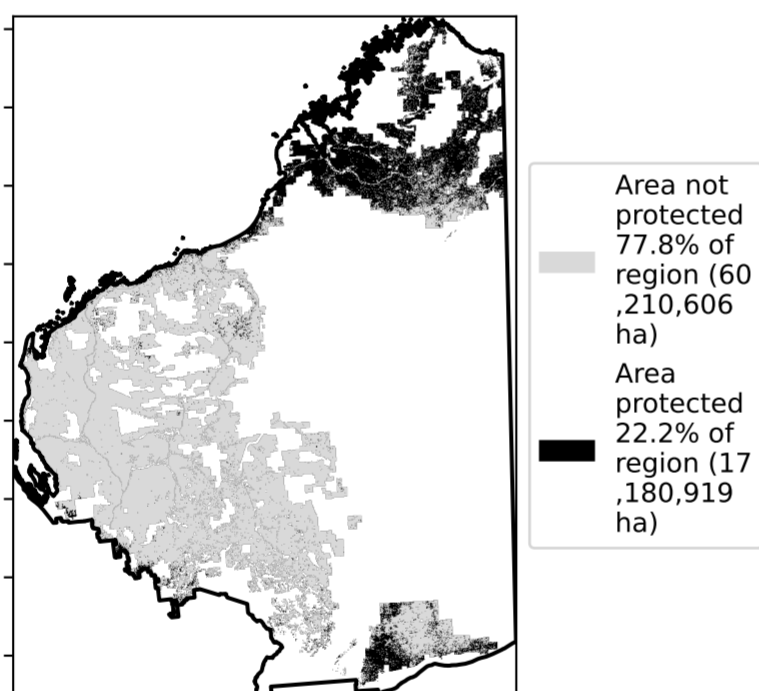 Area not
protected
77.8% of
region (60
,210,606
ha)
Area
protected
22.2% of
region (17
,180,919
ha)